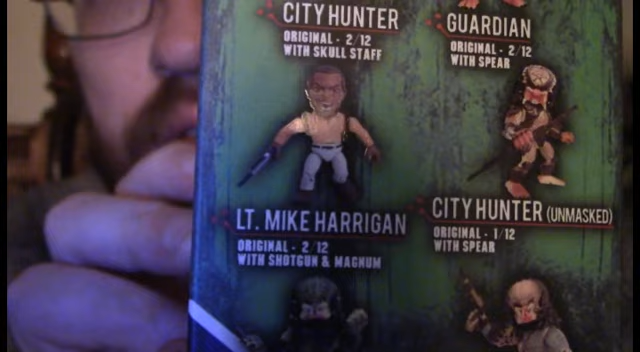 CITY HUNTER
ORIGINAL - 2/12
WITH SKULL STAFF
GUARDIAN
ORIGINAL - 2/12
WITH SPEAR
LT. MIKE HARRIGAN
ORIGINAL - 2/12
WITH SHOTGUN & MAGNUM
CITY HUNTER (UNMASKED)
ORIGINAL - 1/12
WITH SPEAR